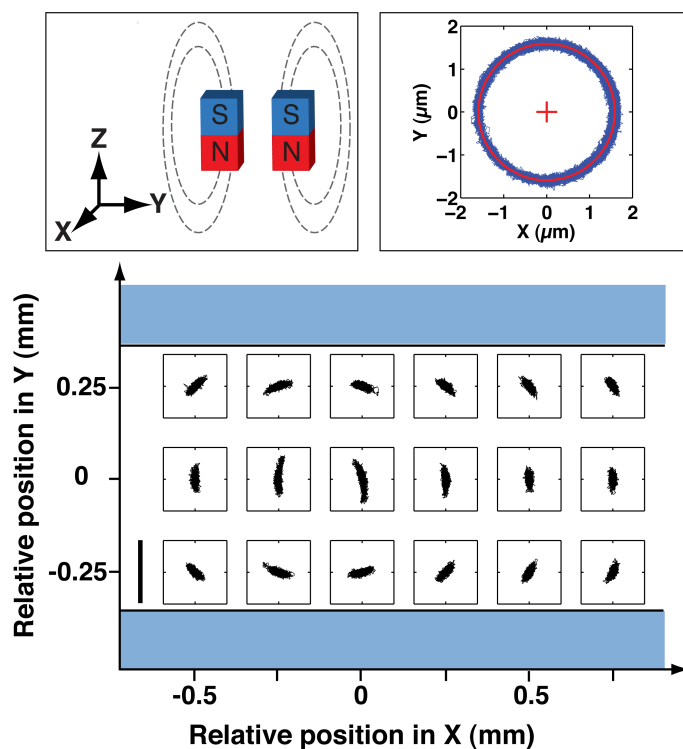 S
S
N
N
Z
Y
X
2
1
0
−1
−2
Y (µm)
−2
−1
0
1
2
X (µm)
Relative position in Y (mm)
0.25
0
-0.25
-0.5
0
0.5
Relative position in X (mm)